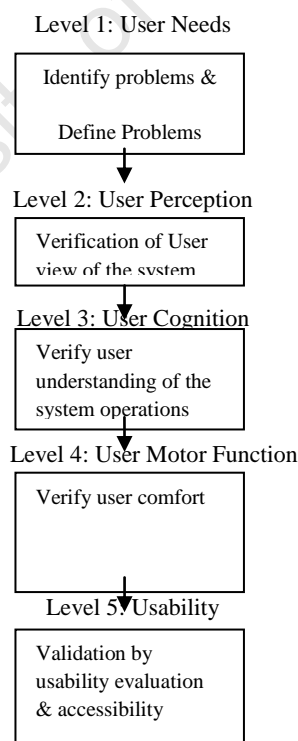 Level 1: User Needs
Identify problems &
Define Problems
Level 2: User Perception
Verification of User
view of the system
Level 3: User Cognition
Verify user
understanding of the
system operations
Level 4: User Motor Function
Verify user comfort
Level 5: Usability
Validation by
usability evaluation
& accessibility